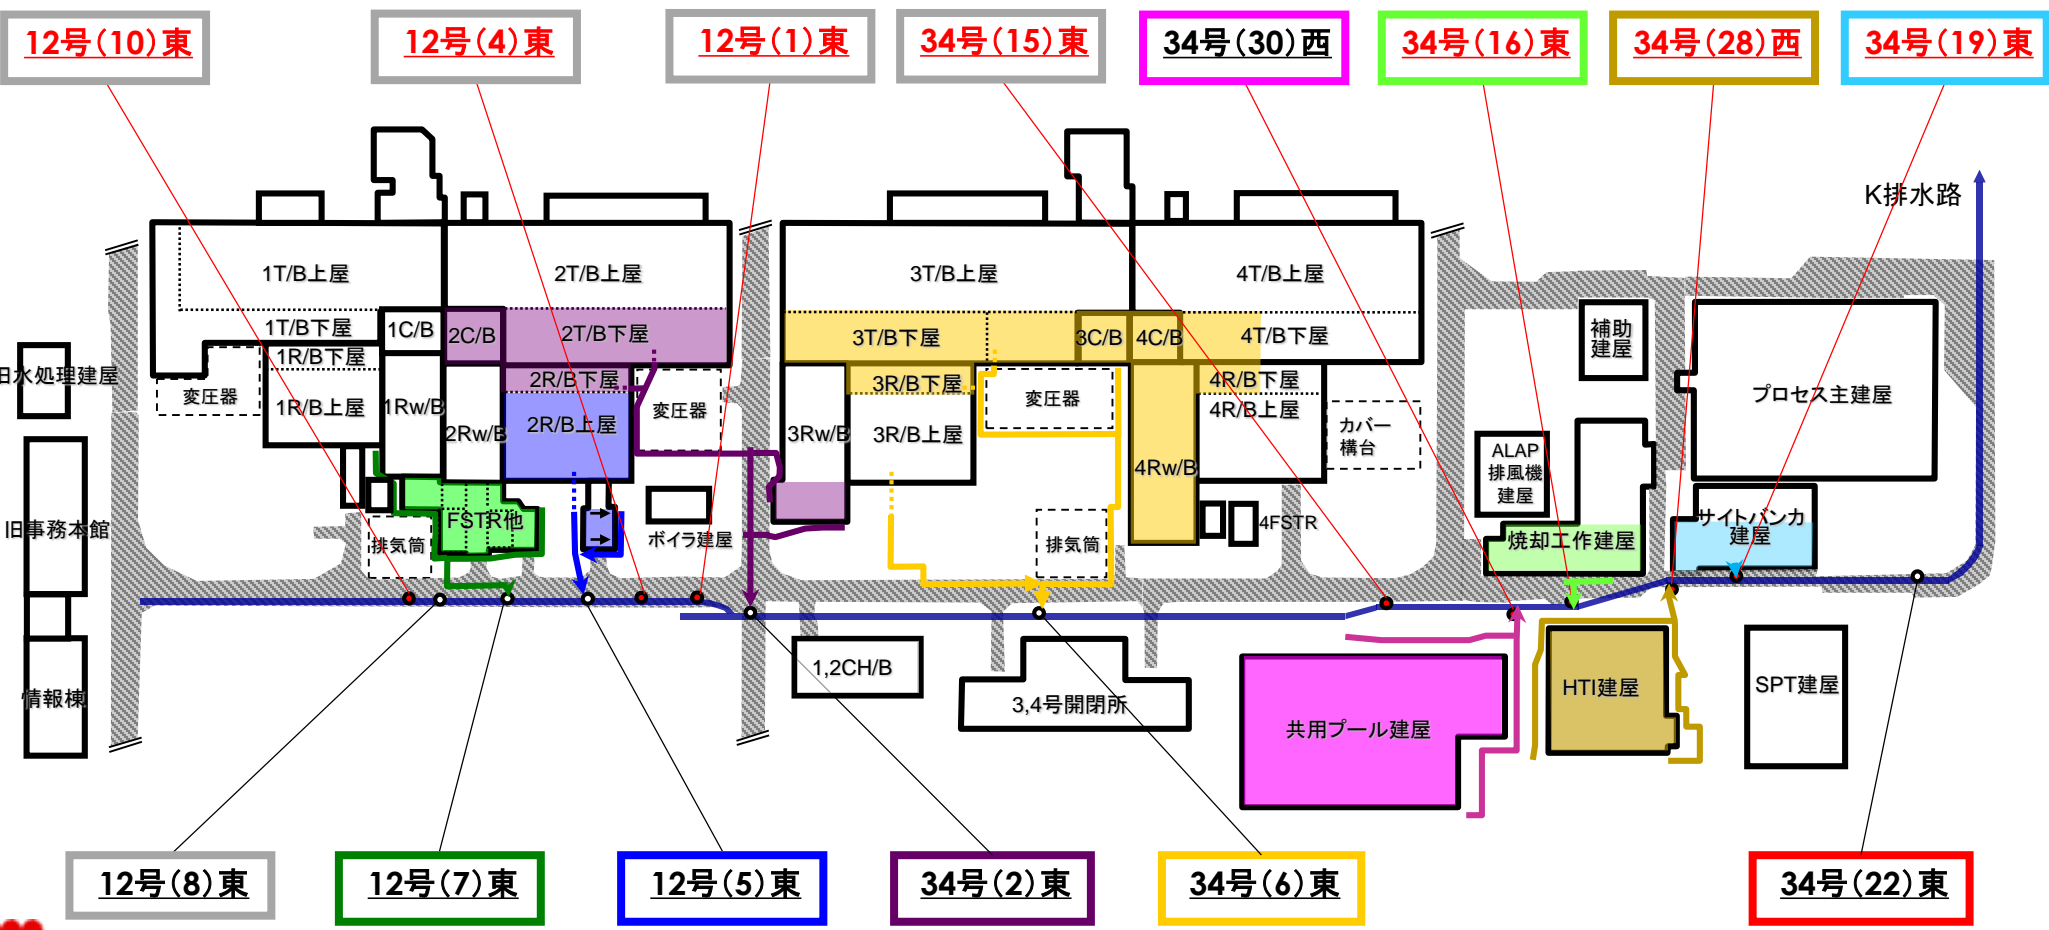 12号(10)東
12号(4)東
12号(1)東
34号(15)東
34号(30)西
34号(16)東
34号(28)西
34号(19)東
K排水路
1T/B上屋
2T/B上屋
3T/B上屋
4T/B上屋
1T/B下屋
1C/B
2C/B
2T/B下屋
3T/B下屋
3C/B
4C/B
4T/B下屋
補助
建屋
旧水処理建屋
変圧器
1R/B下屋
1R/B上屋
1Rw/B
2Rw/B
2R/B下屋
2R/B上屋
変圧器
3Rw/B
3R/B下屋
3R/B上屋
変圧器
4Rw/B
4R/B下屋
4R/B上屋
カバー
構台
ALAP
排風機
建屋
プロセス主建屋
旧事務本館
排気筒
FSTR他
ボイラ建屋
排気筒
4FSTR
焼却工作建屋
サイトバンカ
建屋
情報棟
1,2CH/B
3,4号開閉所
共用プール建屋
HTI建屋
SPT建屋
12号(8)東
12号(7)東
12号(5)東
34号(2)東
34号(6)東
34号(22)東